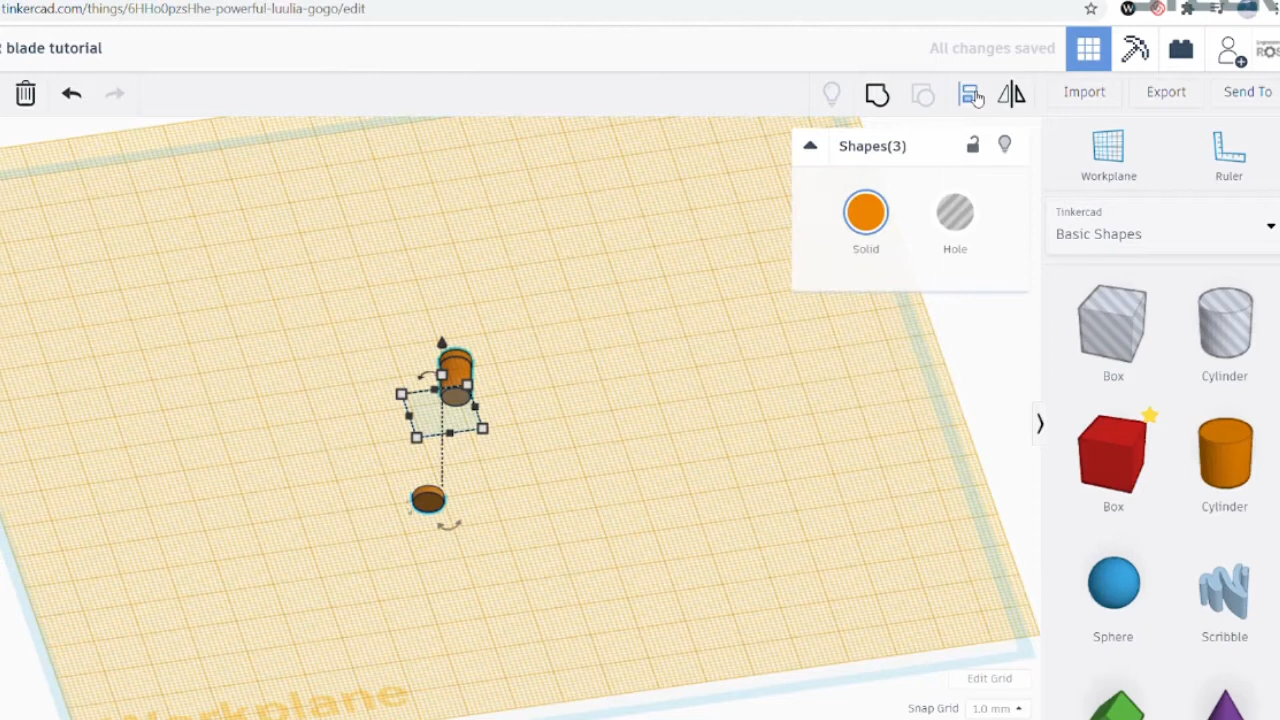 tinkercad.com/things/6HHo0pzsHhe-powerful-luulia-gogo/edit
blade tutorial
All changes saved
Import
Export
Send To
Shapes(3)
Solid
Hole
Workplane
Ruler
Tinkercad
Basic Shapes
Box
Cylinder
Box
Cylinder
Sphere
Scribble
Workplane
Edit Grid
Snap Grid 1.0 mm